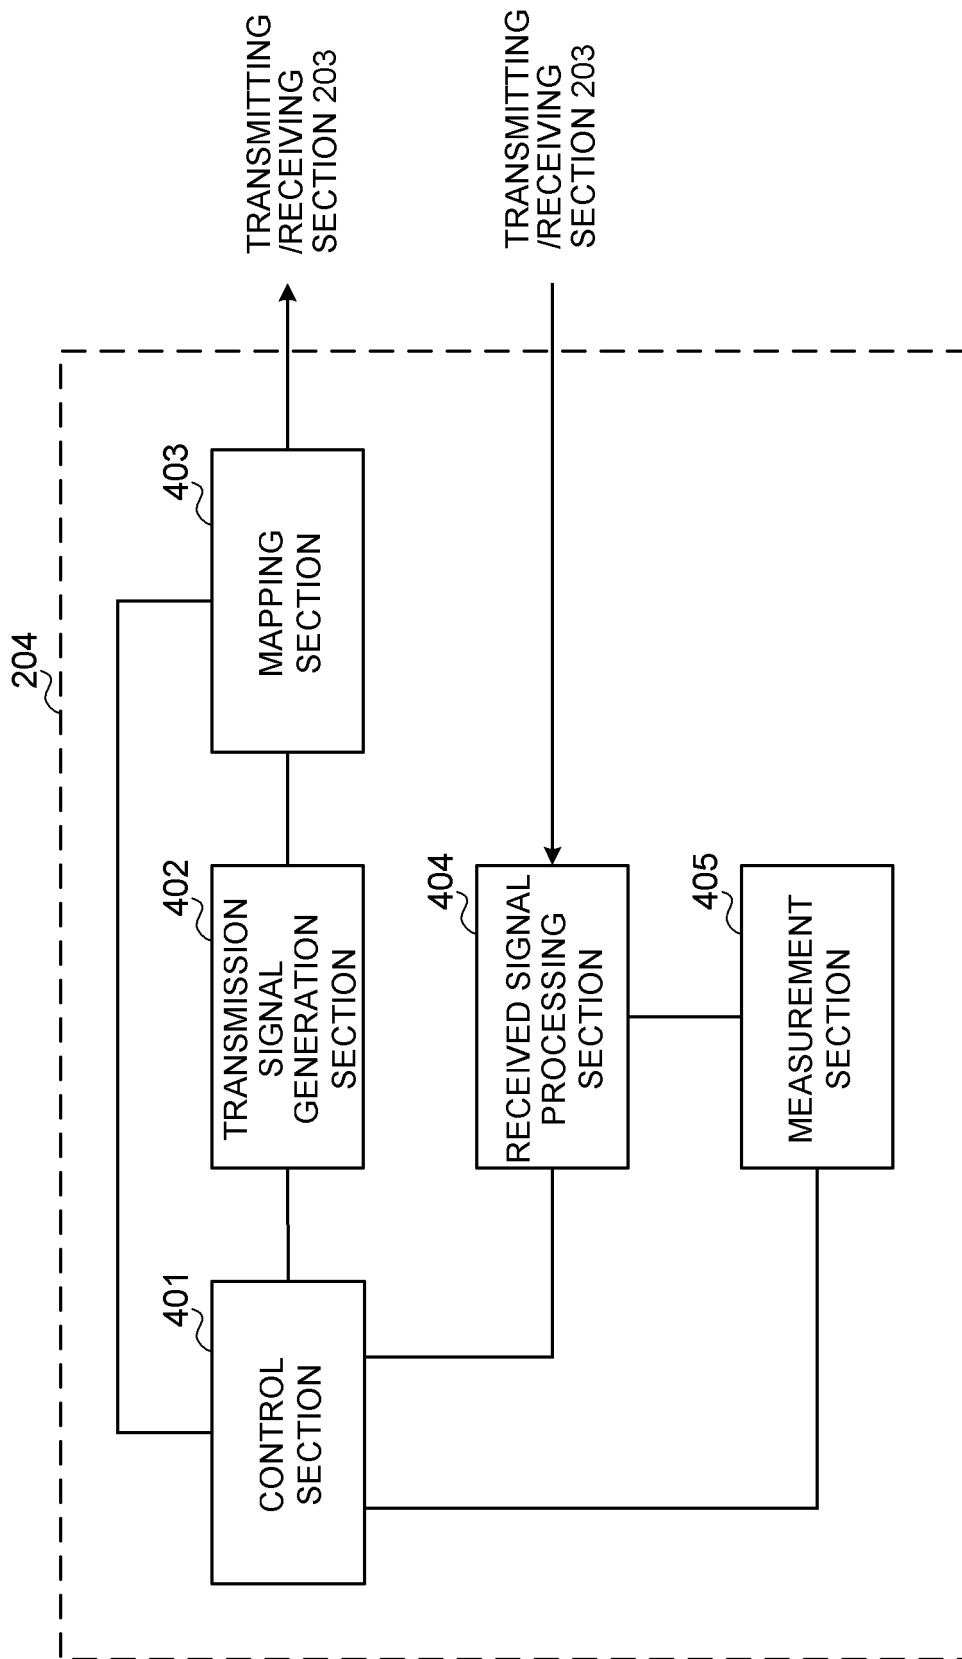 204
401
CONTROL
SECTION
402
TRANSMISSION
SIGNAL
GENERATION
SECTION
403
MAPPING
SECTION
TRANSMITTING
/RECEIVING
SECTION 203
404
RECEIVED SIGNAL
PROCESSING
SECTION
TRANSMITTING
/RECEIVING
SECTION 203
405
MEASUREMENT
SECTION